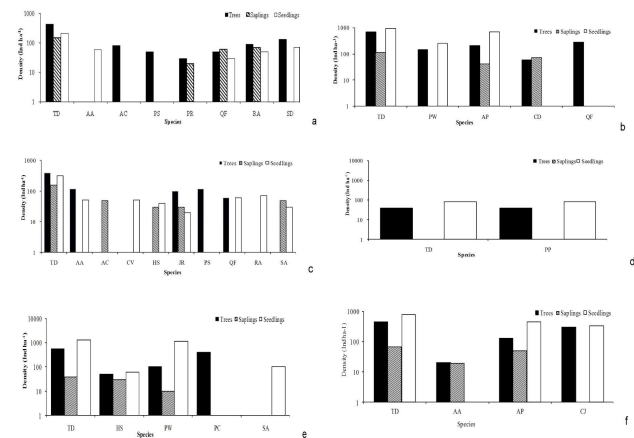 Trees Saplings Seedlings
Density (Ind ha⁻¹)
1000
100
10
1
TD AA AC PS PR QF RA SD
Species
a
Trees Saplings Seedlings
Density (Ind ha⁻¹)
1000
100
10
1
TD PW AP CD QF
Species
b
Trees Saplings Seedlings
Density (Ind ha⁻¹)
1000
100
10
1
TD AA AC CV HS JR PS QF RA SA
Species
c
Trees Saplings Seedlings
Density (Ind ha⁻¹)
10000
1000
100
10
1
TD PP
Species
d
Trees Saplings Seedlings
Density (Ind ha⁻¹)
10000
1000
100
10
1
TD HS PW PC SA
Species
e
Trees Saplings Seedlings
Density (Ind ha-1)
1000
100
10
1
TD AA AP CJ
Species
f